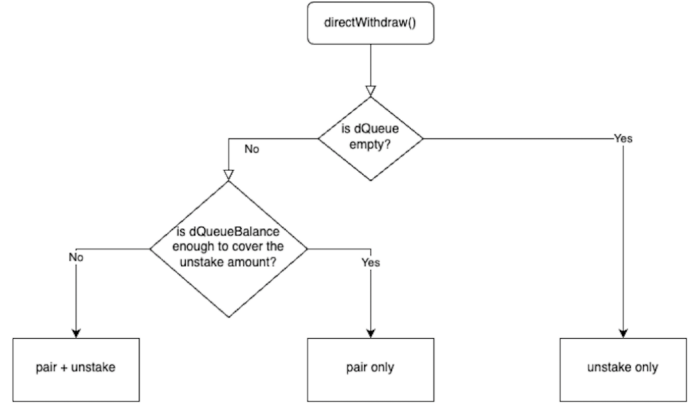 directWithdraw()
is dQueue
empty?
No
Yes
is dQueueBalance
enough to cover the
unstake amount?
No
Yes
pair + unstake
pair only
unstake only